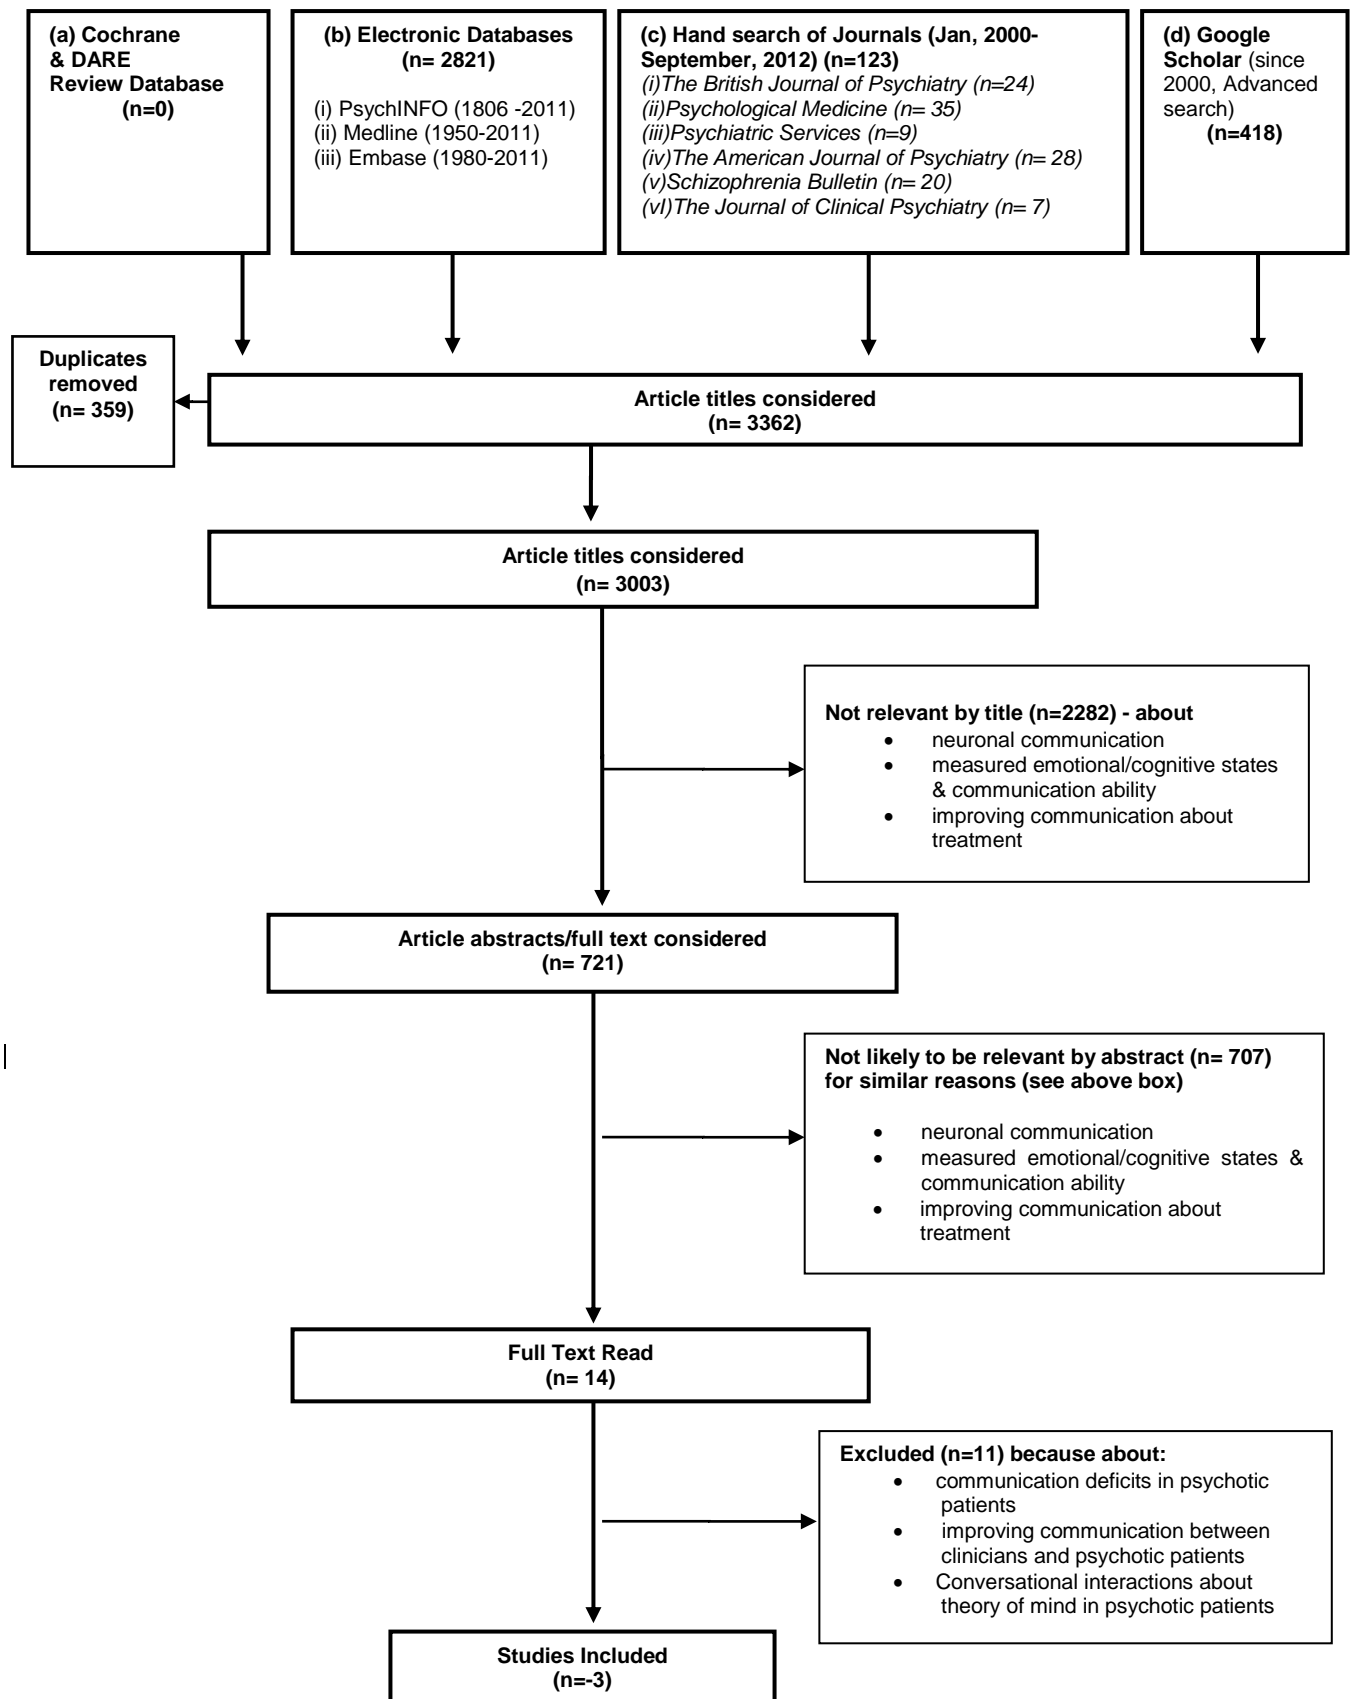 (a) Cochrane
& DARE
Review Database
(n=0)
(b) Electronic Databases
(n= 2821)
(i) PsychINFO (1806 -2011)
(ii) Medline (1950-2011)
(iii) Embase (1980-2011)
(c) Hand search of Journals (Jan, 2000-
September, 2012) (n=123)
(i)The British Journal of Psychiatry (n=24)
(ii)Psychological Medicine (n= 35)
(iii)Psychiatric Services (n=9)
(iv)The American Journal of Psychiatry (n= 28)
(v)Schizophrenia Bulletin (n= 20)
(vI)The Journal of Clinical Psychiatry (n= 7)
(d) Google
Scholar (since
2000, Advanced
search)
(n=418)
Duplicates
removed
(n= 359)
Article titles considered
(n= 3362)
Article titles considered
(n= 3003)
Not relevant by title (n=2282) - about
• neuronal communication
• measured emotional/cognitive states
& communication ability
• improving communication about
treatment
Article abstracts/full text considered
(n= 721)
Not likely to be relevant by abstract (n= 707)
for similar reasons (see above box)
• neuronal communication
• measured emotional/cognitive states &
communication ability
• improving communication about
treatment
Full Text Read
(n= 14)
Excluded (n=11) because about:
• communication deficits in psychotic
patients
• improving communication between
clinicians and psychotic patients
• Conversational interactions about
theory of mind in psychotic patients
Studies Included
(n=-3)